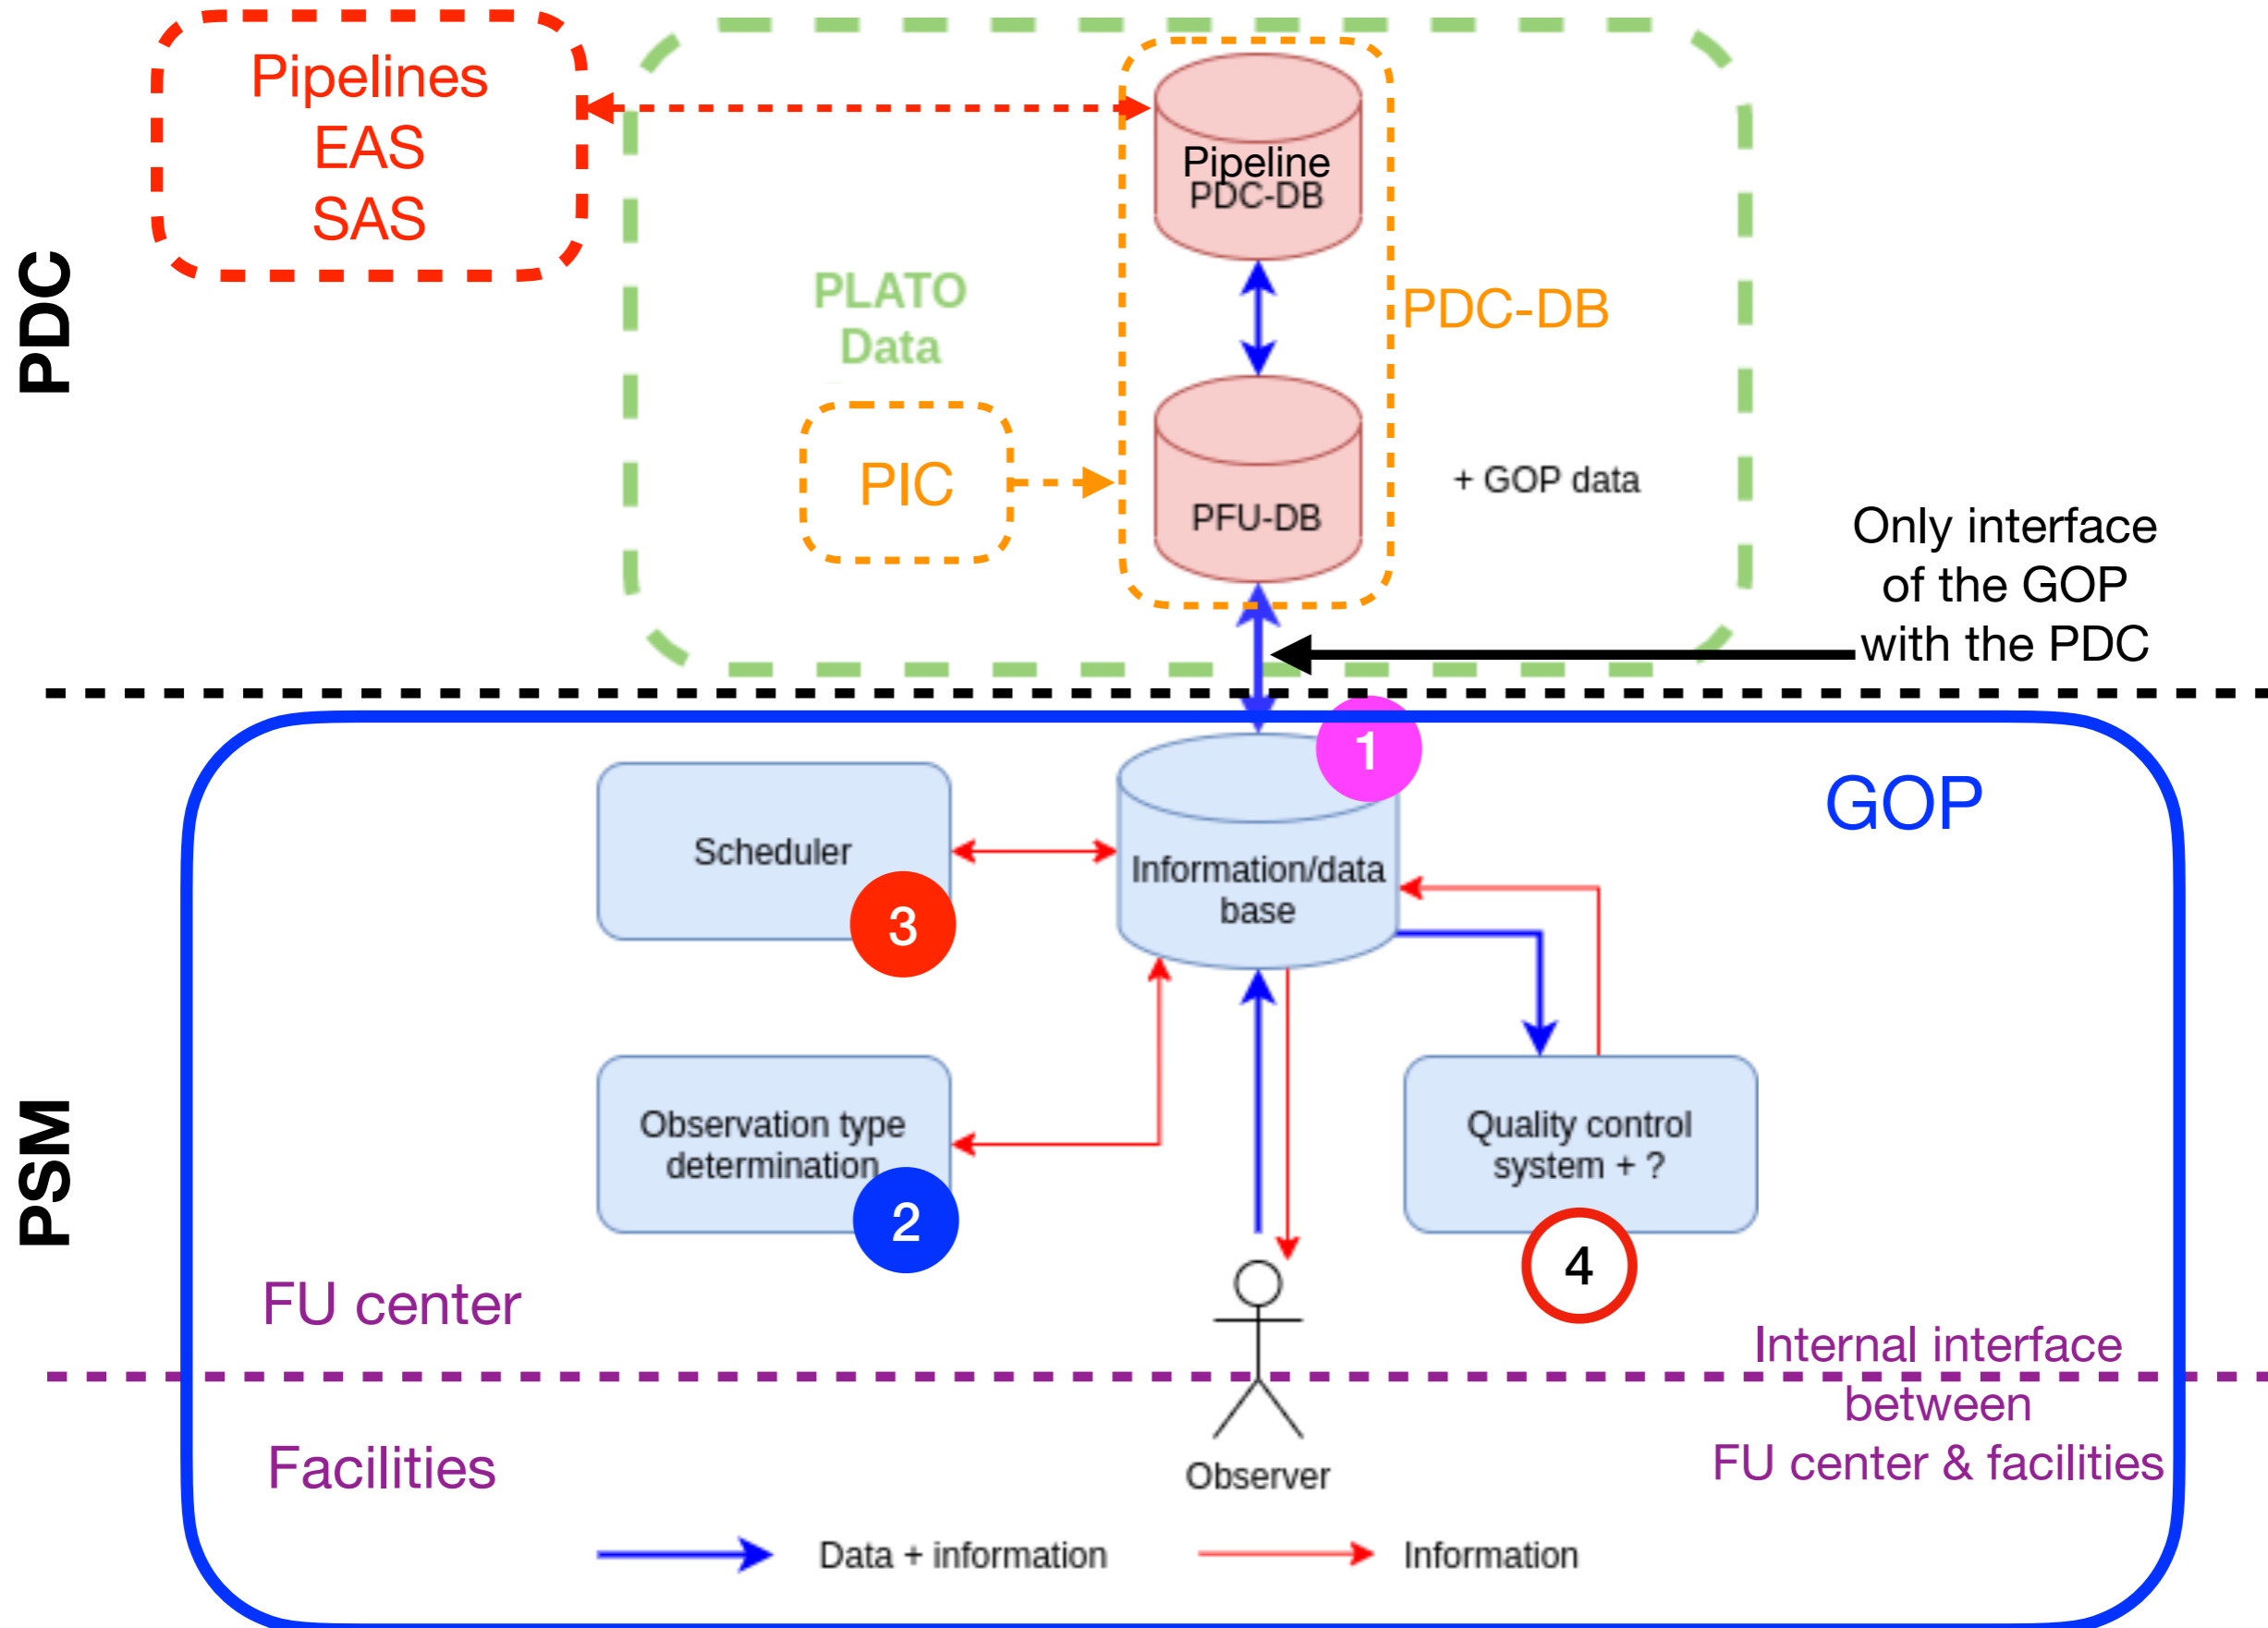 PDC
Pipelines
EAS
SAS
Pipeline
PDC-DB
PLATO
Data
PDC-DB
PIC
PFU-DB
+ GOP data
Only interface
of the GOP
with the PDC
PSM
GOP
1
Scheduler
3
Information/data
base
Observation type
determination
2
Quality control
system + ?
4
FU center
Internal interface
between
FU center & facilities
Facilities
Observer
Data + information
Information